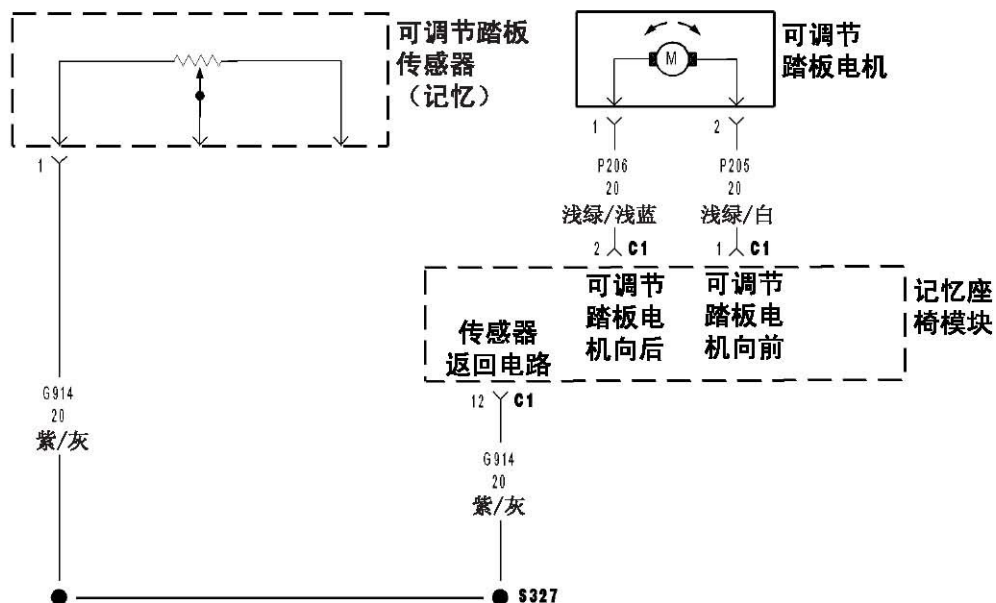 可调节踏板
传感器
（记忆）
可调节
踏板电机
M
1
1
2
P206
20
浅绿/浅蓝
P205
20
浅绿/白
2
C1
1
C1
可调节
踏板电
机向后
可调节
踏板电
机向前
传感器
返回电路
记忆座
椅模块
12
C1
G914
20
紫/灰
G914
20
紫/灰
S327